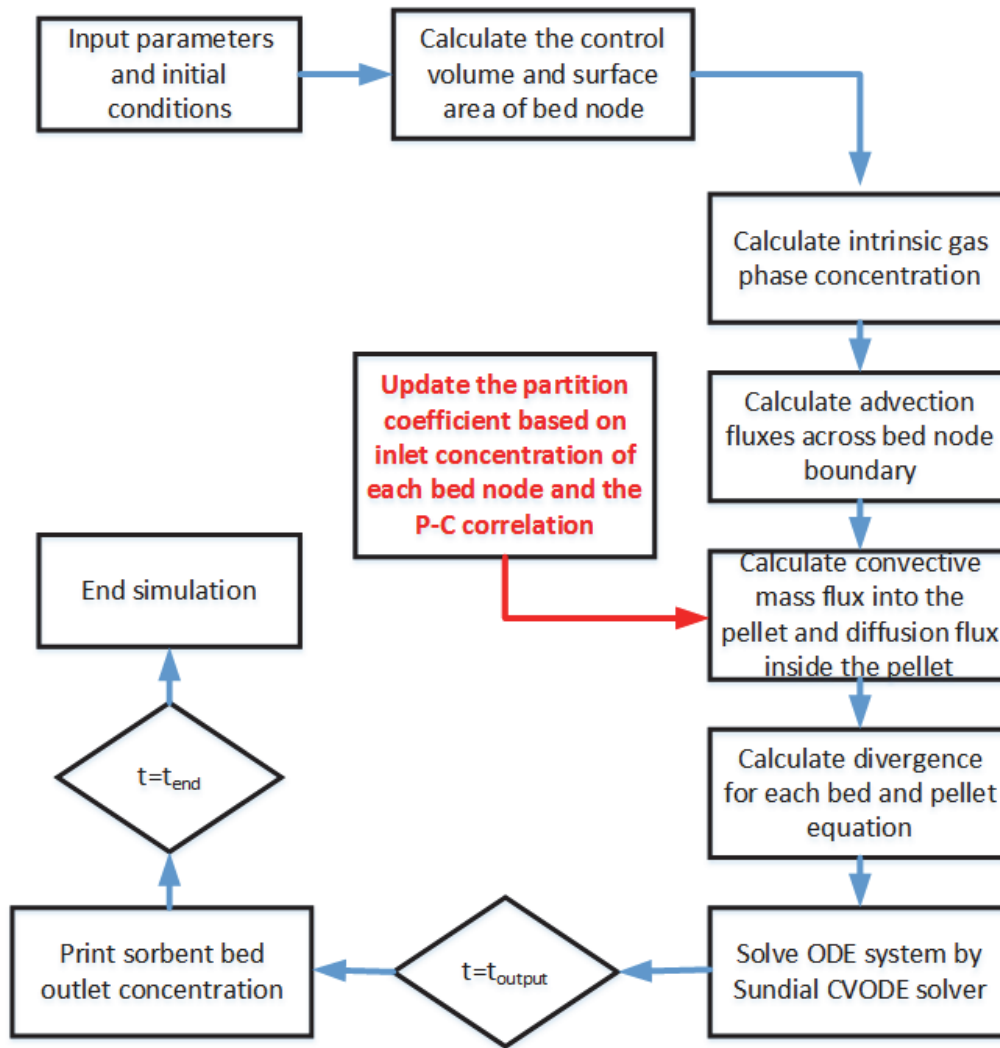 Input parameters
and initial
conditions
Calculate the control
volume and surface
area of bed node
Calculate intrinsic gas
phase concentration
Calculate advection
fluxes across bed node
boundary
Update the partition
coefficient based on
inlet concentration of
each bed node and the
P-C correlation
Calculate convective
mass flux into the
pellet and diffusion flux
inside the pellet
Calculate divergence
for each bed and pellet
equation
Solve ODE system by
Sundial CVODE solver
t=toutput
Print sorbent bed
outlet concentration
t=tend
End simulation